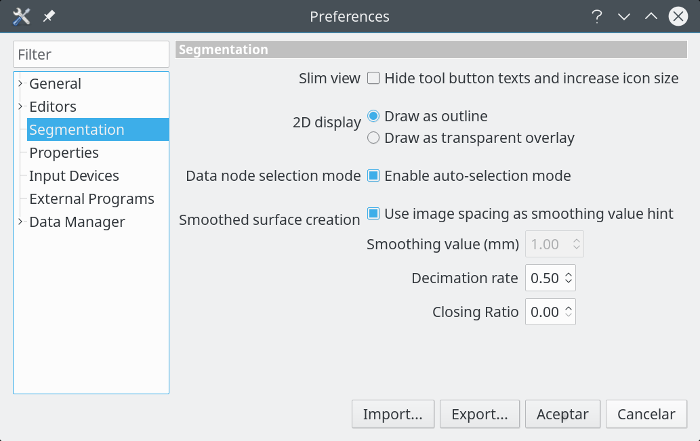 Preferences
Filter
General
Editors
Segmentation
Properties
Input Devices
External Programs
Data Manager
Segmentation
Slim view Hide tool button texts and increase icon size
2D display Draw as outline
Draw as transparent overlay
Data node selection mode Enable auto-selection mode
Smoothed surface creation Use image spacing as smoothing value hint
Smoothing value (mm) 1.00
Decimation rate 0.50
Closing Ratio 0.00
Import... Export... Aceptar Cancelar